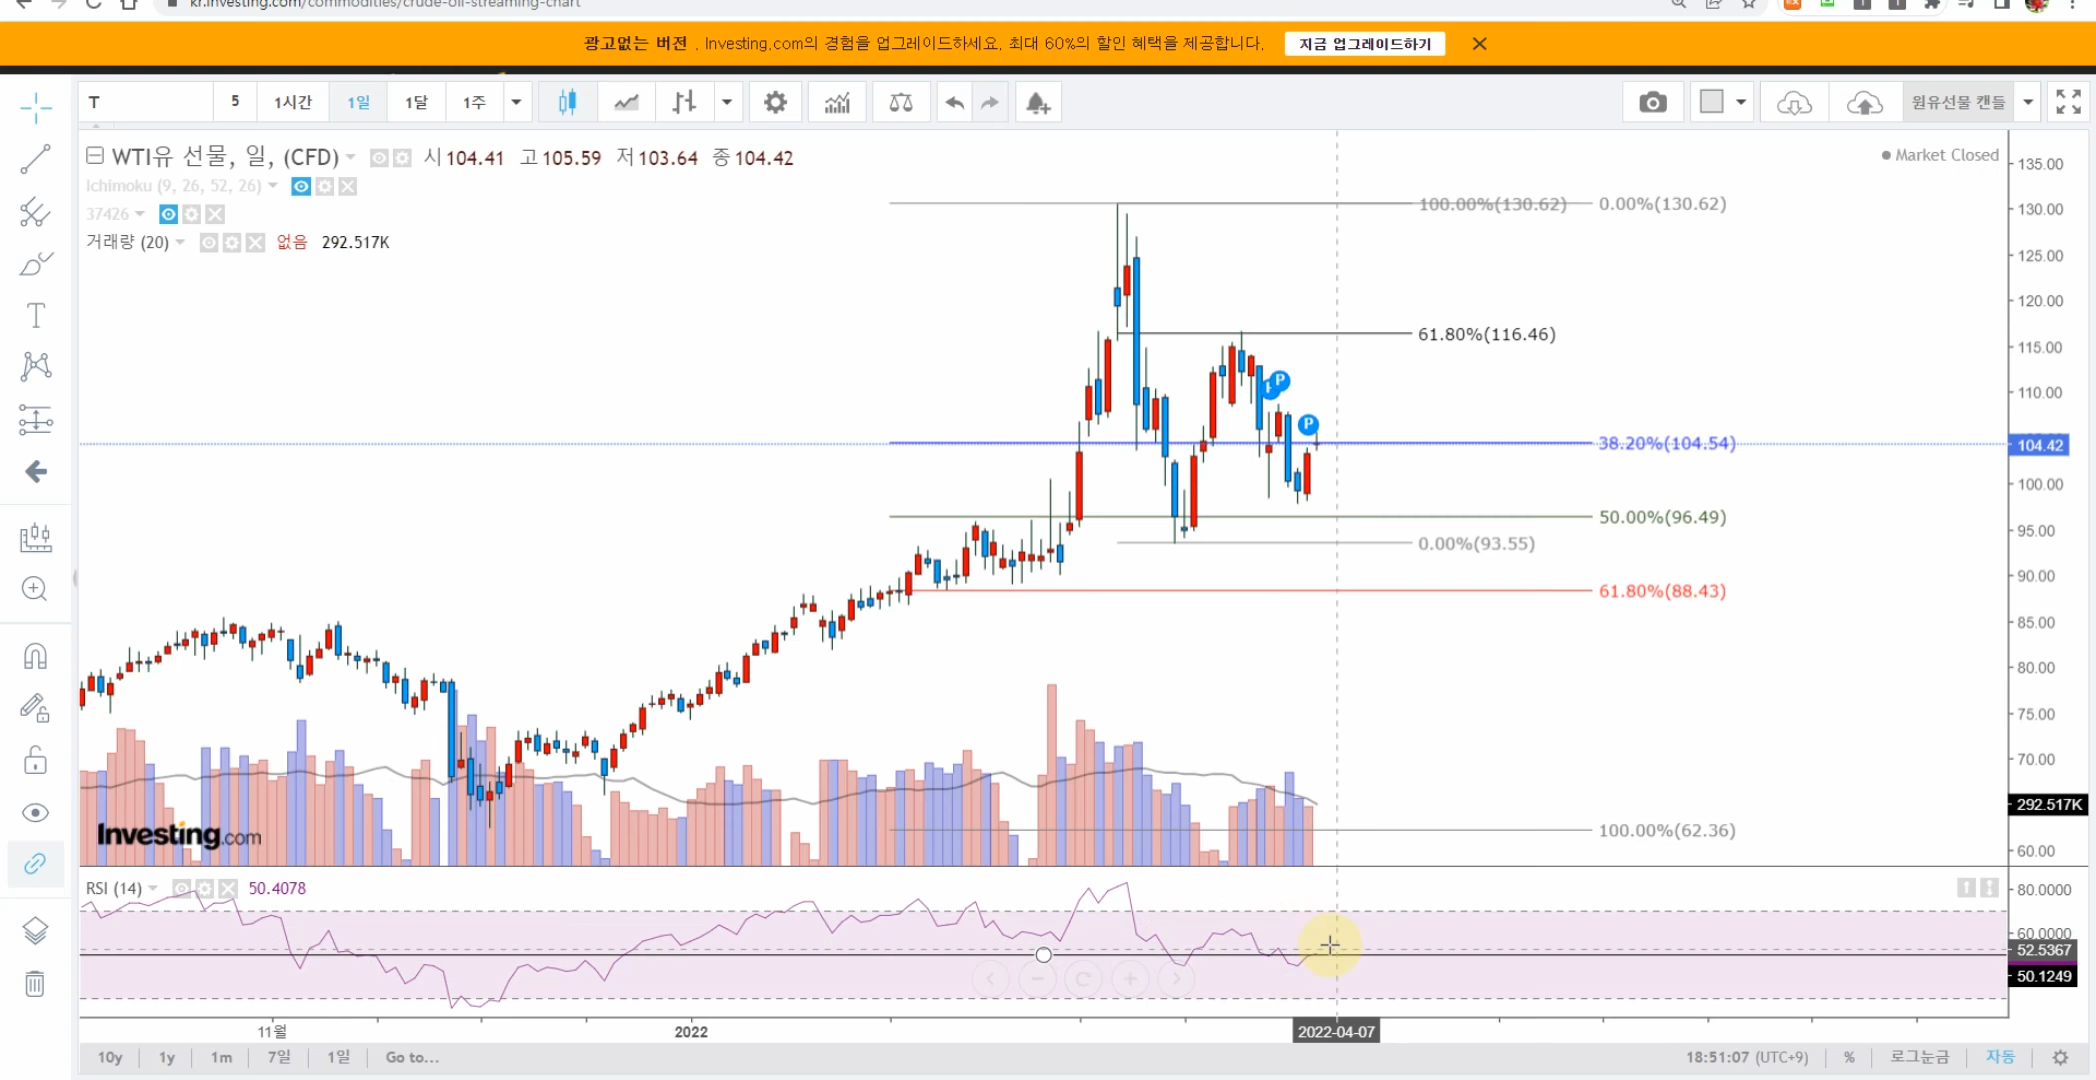 kr.investing.com/commodities/crude-oil-streaming-chart
광고없는 버전 . Investing.com의 경험을 업그레이드하세요. 최대 60%의 할인 혜택을 제공합니다. 지금 업그레이드하기
T 5 1시간 1일 1달 1주 원유선물 캔들
WTI유 선물, 일, (CFD) 시 104.41 고 105.59 저 103.64 종 104.42
Market Closed
Ichimoku (9, 26, 52, 26)
37426
거래량 (20) 없음 292.517K
135.00
130.00
125.00
120.00
115.00
110.00
104.42
100.00
95.00
90.00
85.00
80.00
75.00
70.00
292.517K
60.00
100.00%(130.62) 0.00%(130.62)
61.80%(116.46)
P
P
38.20%(104.54)
50.00%(96.49)
0.00%(93.55)
61.80%(88.43)
100.00%(62.36)
Investing.com
RSI (14) 50.4078
80.0000
60.0000
52.5367
50.1249
11월 2022 2022-04-07
10y 1y 1m 7일 1일 Go to... 18:51:07 (UTC+9) % 로그눈금 자동